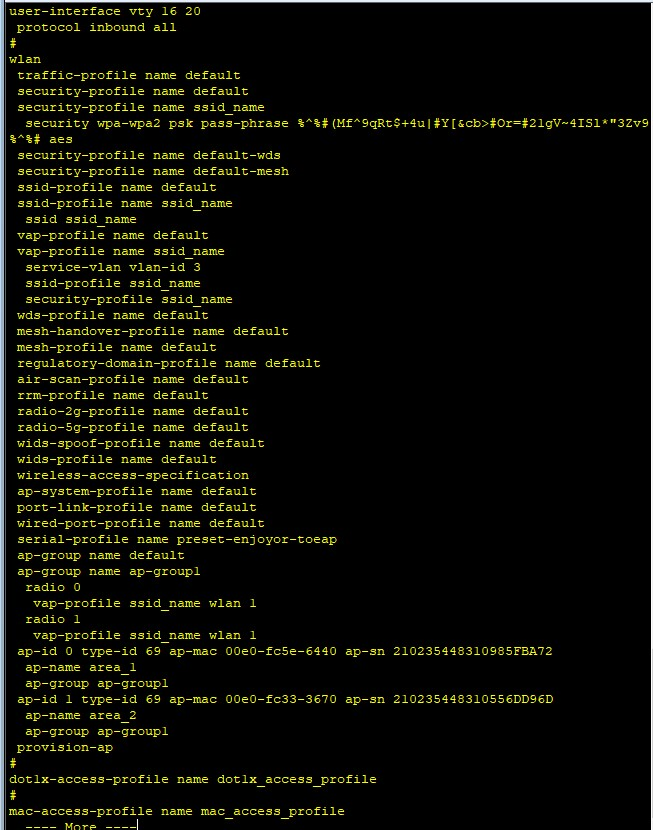 user-interface vty 16 20
 protocol inbound all
#
wlan
 traffic-profile name default
 security-profile name default
 security-profile name ssid_name
  security wpa-wpa2 psk pass-phrase %^%#(Mf^9qRt$+4u|#Y[&cb>#Or=#21gV~4ISl*"3Zv9
%^%# aes
 security-profile name default-wds
 security-profile name default-mesh
 ssid-profile name default
 ssid-profile name ssid_name
  ssid ssid_name
 vap-profile name default
 vap-profile name ssid_name
  service-vlan vlan-id 3
  ssid-profile ssid_name
  security-profile ssid_name
 wds-profile name default
 mesh-handover-profile name default
 mesh-profile name default
 regulatory-domain-profile name default
 air-scan-profile name default
 rrm-profile name default
 radio-2g-profile name default
 radio-5g-profile name default
 wids-spoof-profile name default
 wids-profile name default
 wireless-access-specification
 ap-system-profile name default
 port-link-profile name default
 wired-port-profile name default
 serial-profile name preset-enjoyor-toeap
 ap-group name default
 ap-group name ap-group1
  radio 0
   vap-profile ssid_name wlan 1
  radio 1
   vap-profile ssid_name wlan 1
 ap-id 0 type-id 69 ap-mac 00e0-fc5e-6440 ap-sn 210235448310985FBA72
  ap-name area_1
  ap-group ap-group1
 ap-id 1 type-id 69 ap-mac 00e0-fc33-3670 ap-sn 210235448310556DD96D
  ap-name area_2
  ap-group ap-group1
 provision-ap
#
dot1x-access-profile name dot1x_access_profile
#
mac-access-profile name mac_access_profile
  ---- More ----